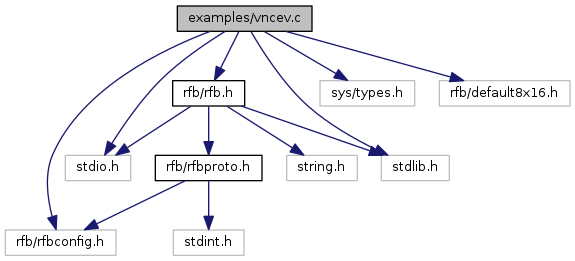 examples/vncev.c
rfb/rfb.h
sys/types.h
rfb/default8x16.h
stdio.h
rfb/rfbproto.h
string.h
stdlib.h
rfb/rfbconfig.h
stdint.h